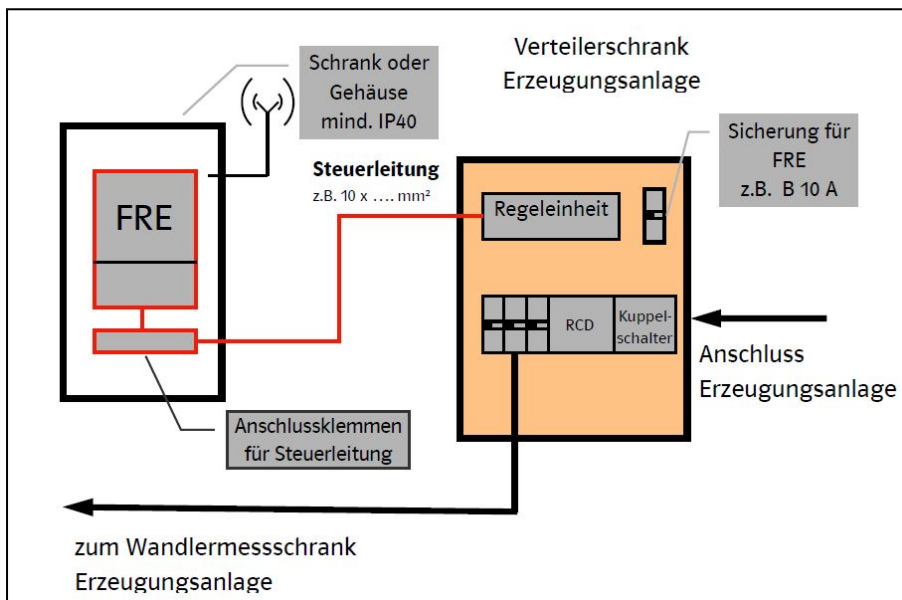 Verteilerschrank
Erzeugungsanlage
Schrank oder
Gehäuse
mind. IP40
Sicherung für
FRE
z.B. B 10 A
Steuerleitung
z.B. 10 x .... mm²
FRE
Regeleinheit
RCD
Kuppel-
schalter
Anschluss
Erzeugungsanlage
Anschlussklemmen
für Steuerleitung
zum Wandlermessschrank
Erzeugungsanlage